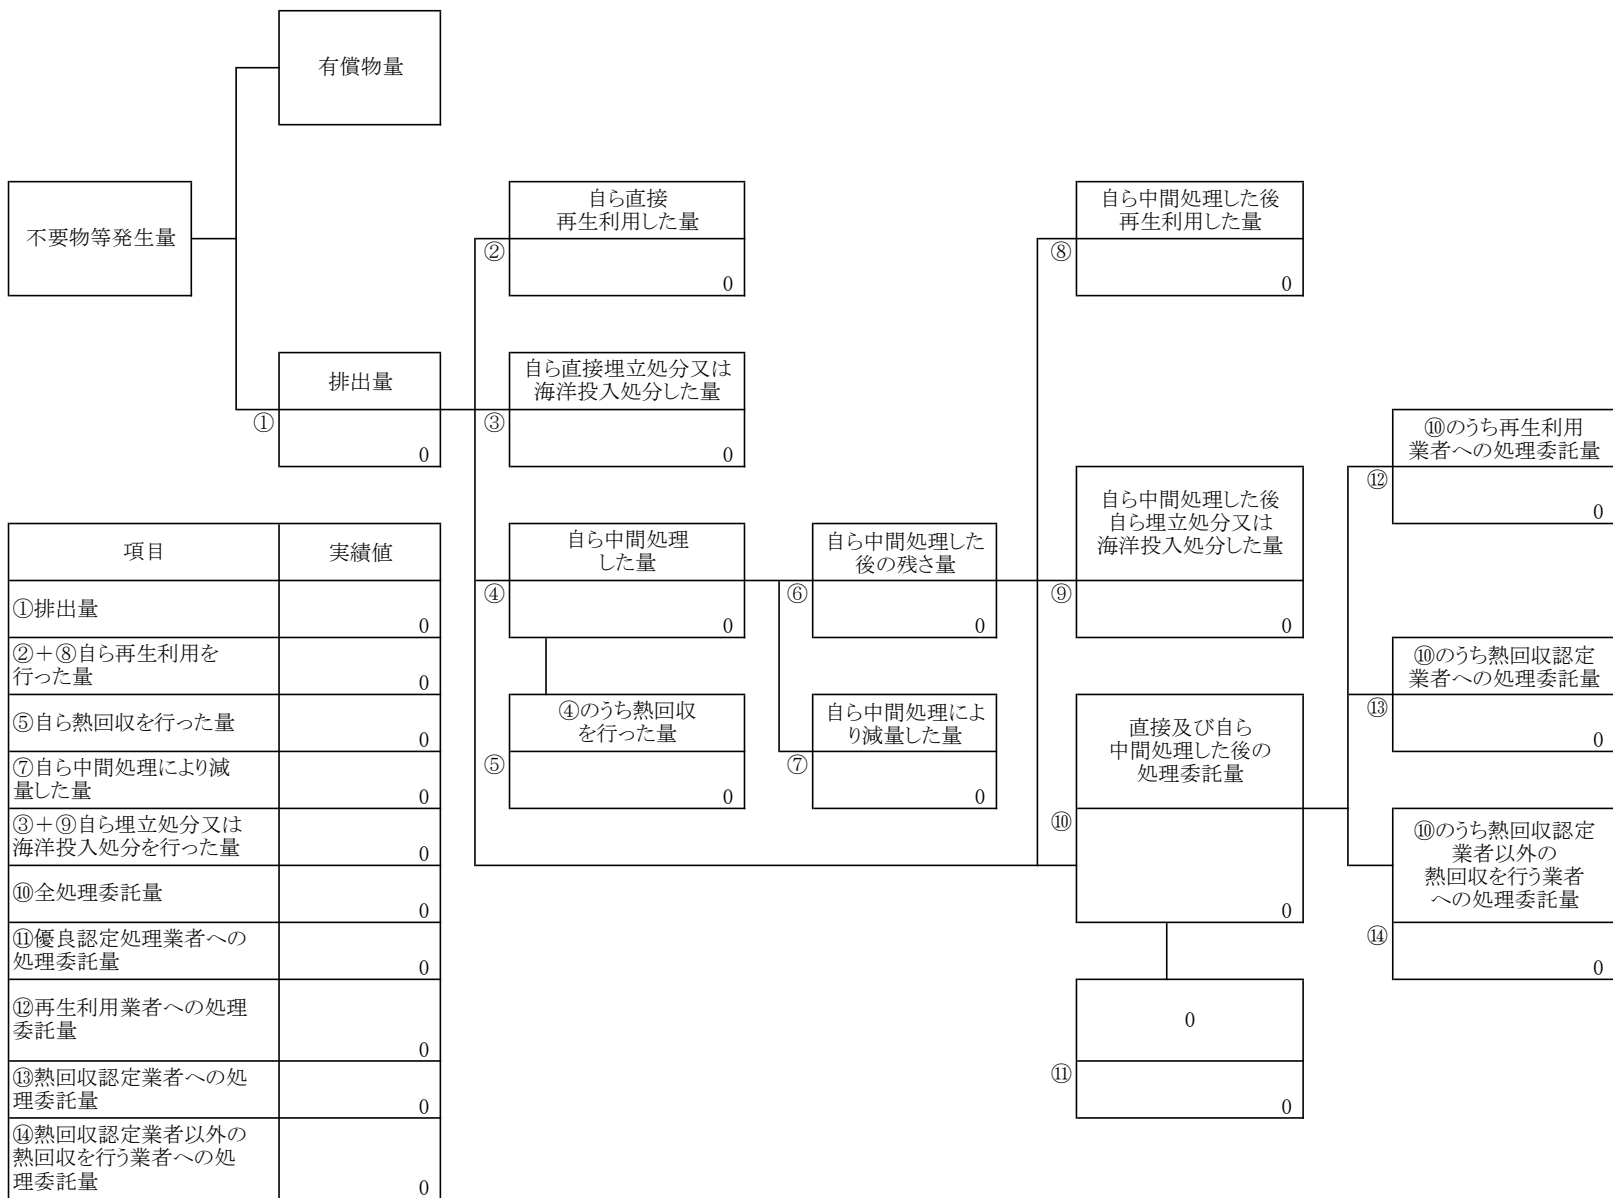 有償物量
不要物等発生量
自ら直接
再生利用した量
②
0
自ら中間処理した後
再生利用した量
⑧
0
排出量
①
0
自ら直接埋立処分又は
海洋投入処分した量
③
0
⑩のうち再生利用
業者への処理委託量
⑫
0
自ら中間処理した後
自ら埋立処分又は
海洋投入処分した量
⑨
0
自ら中間処理
した量
④
0
自ら中間処理した
後の残さ量
⑥
0
④のうち熱回収
を行った量
⑤
0
自ら中間処理によ
り減量した量
⑦
0
直接及び自ら
中間処理した後の
処理委託量
⑩
0
⑩のうち熱回収認定
業者への処理委託量
⑬
0
⑩のうち熱回収認定
業者以外の
熱回収を行う業者
への処理委託量
⑭
0
0
⑪
0
項目 実績値
①排出量
0
②＋⑧自ら再生利用を
行った量
0
⑤自ら熱回収を行った量
0
⑦自ら中間処理により減
量した量
0
③＋⑨自ら埋立処分又は
海洋投入処分を行った量
0
⑩全処理委託量
0
⑪優良認定処理業者への
処理委託量
0
⑫再生利用業者への処理
委託量
0
⑬熱回収認定業者への処
理委託量
0
⑭熱回収認定業者以外の
熱回収を行う業者への処
理委託量
0